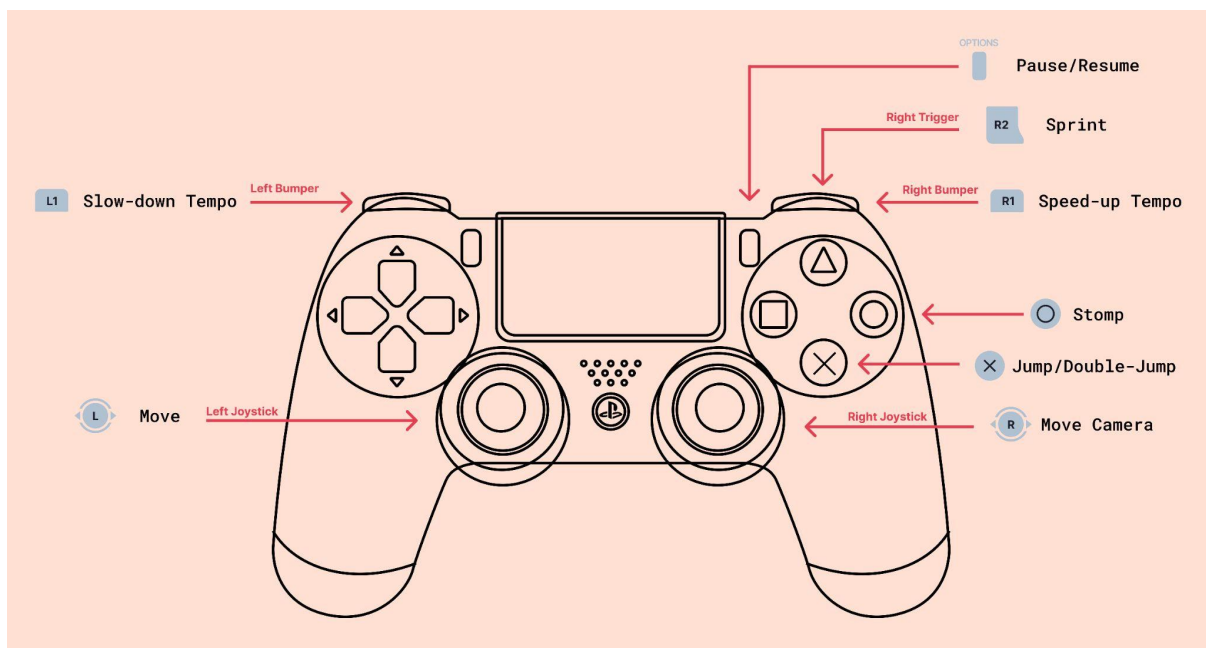 OPTIONS
Pause/Resume
Right Trigger
R2
Sprint
L1
Slow-down Tempo
Left Bumper
Right Bumper
R1
Speed-up Tempo
Stomp
Jump/Double-Jump
L
Move
Left Joystick
Right Joystick
R
Move Camera